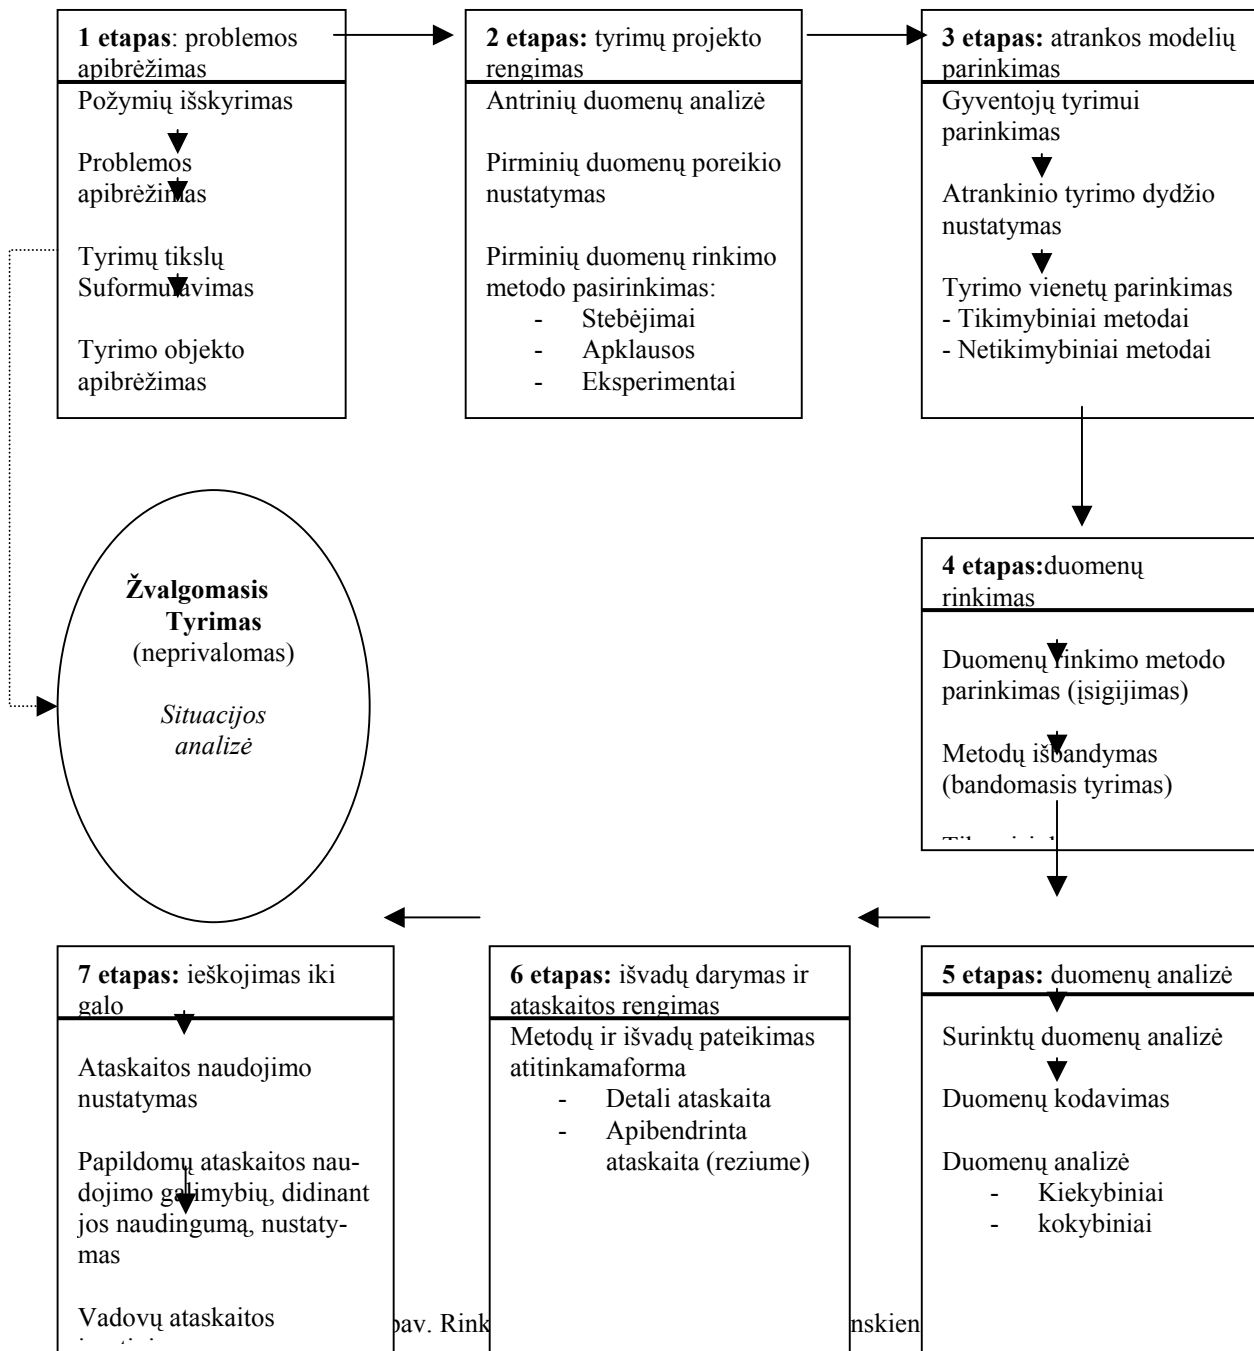 1 etapas: problemos
apibrėžimas
Požymių išskyrimas
Problemos
apibrėžimas
Tyrimų tikslų
Suformulavimas
Tyrimo objekto
apibrėžimas
2 etapas: tyrimų projekto
rengimas
Antrinių duomenų analizė
Pirminių duomenų poreikio
nustatymas
Pirminių duomenų rinkimo
metodo pasirinkimas:
- Stebėjimai
- Apklausos
- Eksperimentai
3 etapas: atrankos modelių
parinkimas
Gyventojų tyrimui
parinkimas
Atrankinio tyrimo dydžio
nustatymas
Tyrimo vienetų parinkimas
- Tikimybiniai metodai
- Netikimybiniai metodai
Žvalgomasis
Tyrimas
(neprivalomas)
Situacijos
analizė
4 etapas:duomenų
rinkimas
Duomenų rinkimo metodo
parinkimas (įsigijimas)
Metodų išbandymas
(bandomasis tyrimas)
7 etapas: ieškojimas iki
galo
Ataskaitos naudojimo
nustatymas
Papildomų ataskaitos nau-
dojimo galimybių, didinant
jos naudingumą, nustaty-
mas
Vadovų ataskaitos
6 etapas: išvadų darymas ir
ataskaitos rengimas
Metodų ir išvadų pateikimas
atitinkamaforma
- Detali ataskaita
- Apibendrinta
ataskaita (reziume)
5 etapas: duomenų analizė
Surinktų duomenų analizė
Duomenų kodavimas
Duomenų analizė
- Kiekybiniai
- kokybiniai
pav. Rink nskien